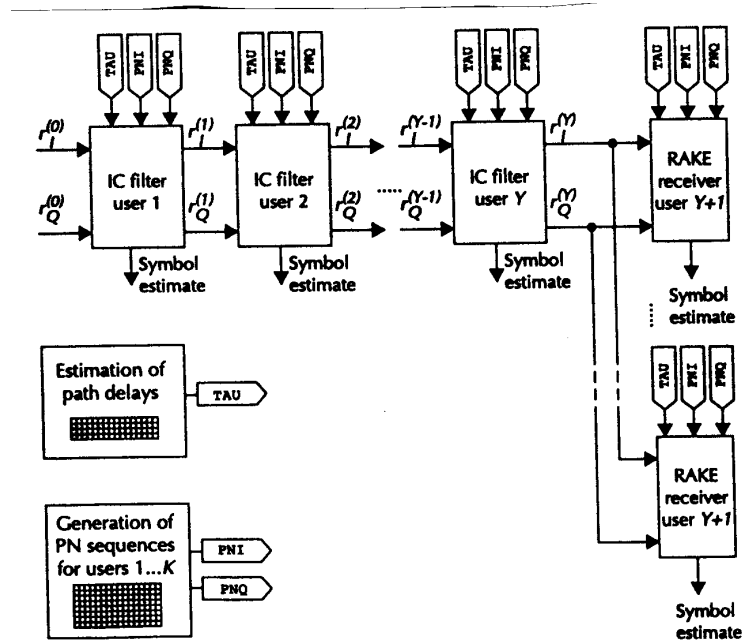 TAU PNI PNQ
TAU PNI PNQ
TAU PNI PNQ
TAU PNI PNQ
r_I^(0)
r_I^(1)
r_I^(2)
r_I^(Y-1)
r_I^(Y)
IC filter
user 1
IC filter
user 2
......
IC filter
user Y
RAKE
receiver
user Y+1
r_Q^(0)
r_Q^(1)
r_Q^(2)
r_Q^(Y-1)
r_Q^(Y)
Symbol
estimate
Symbol
estimate
Symbol
estimate
Symbol
estimate
Estimation of
path delays
TAU
TAU PNI PNQ
RAKE
receiver
user Y+1
Generation of
PN sequences
for users 1...K
PNI
PNQ
Symbol
estimate